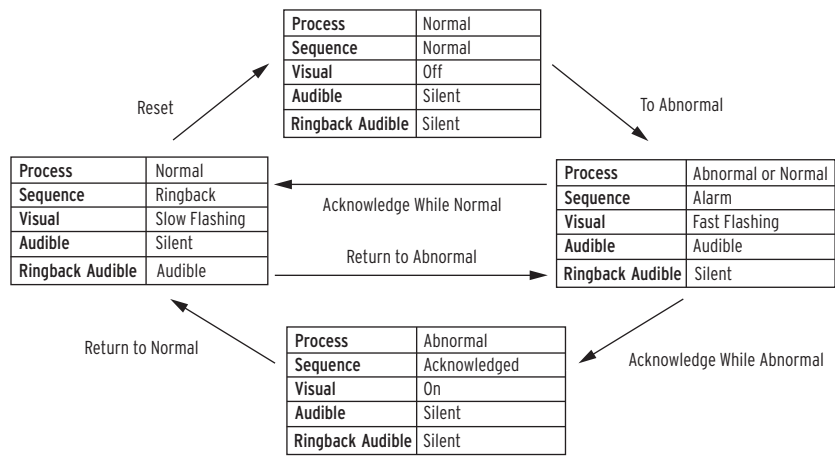 Process Normal
Sequence Normal
Visual Off
Audible Silent
Ringback Audible Silent
Reset
To Abnormal
Process Normal
Sequence Ringback
Visual Slow Flashing
Audible Silent
Ringback Audible Audible
Acknowledge While Normal
Return to Abnormal
Process Abnormal or Normal
Sequence Alarm
Visual Fast Flashing
Audible Audible
Ringback Audible Silent
Return to Normal
Acknowledge While Abnormal
Process Abnormal
Sequence Acknowledged
Visual On
Audible Silent
Ringback Audible Silent